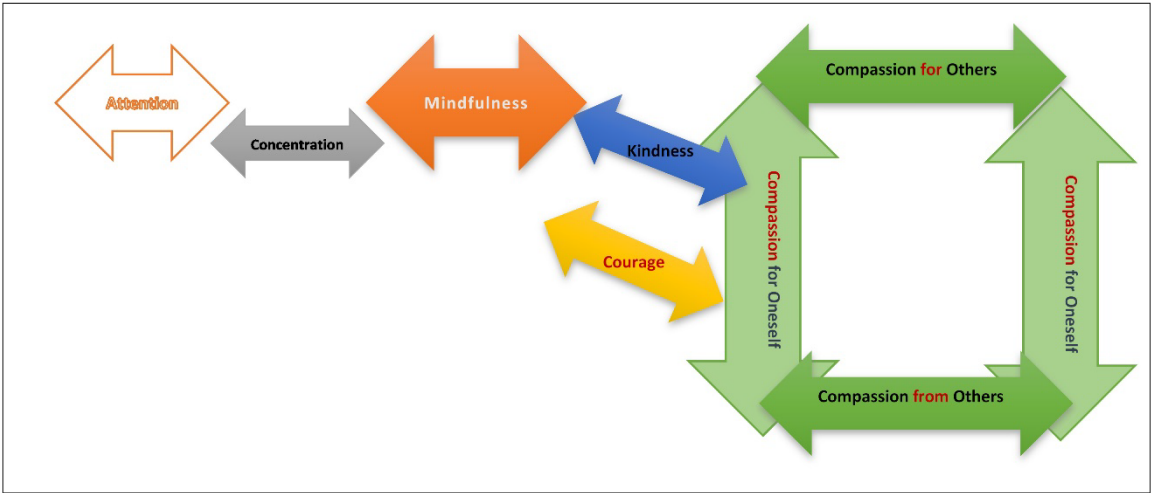 Attention
Concentration
Mindfulness
Kindness
Courage
Compassion for Others
Compassion for Oneself
Compassion for Oneself
Compassion from Others